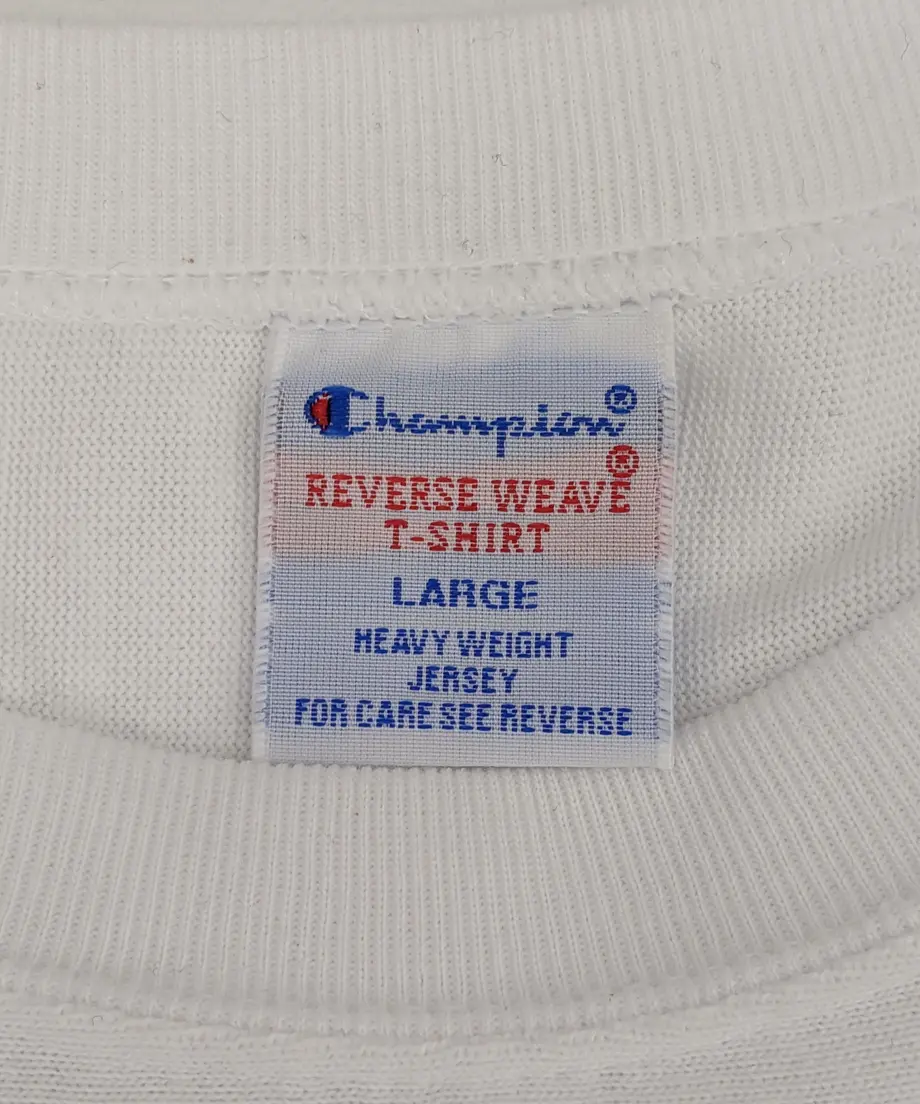 Champion®
REVERSE WEAVE®
T-SHIRT
LARGE
HEAVY WEIGHT
JERSEY
FOR CARE SEE REVERSE